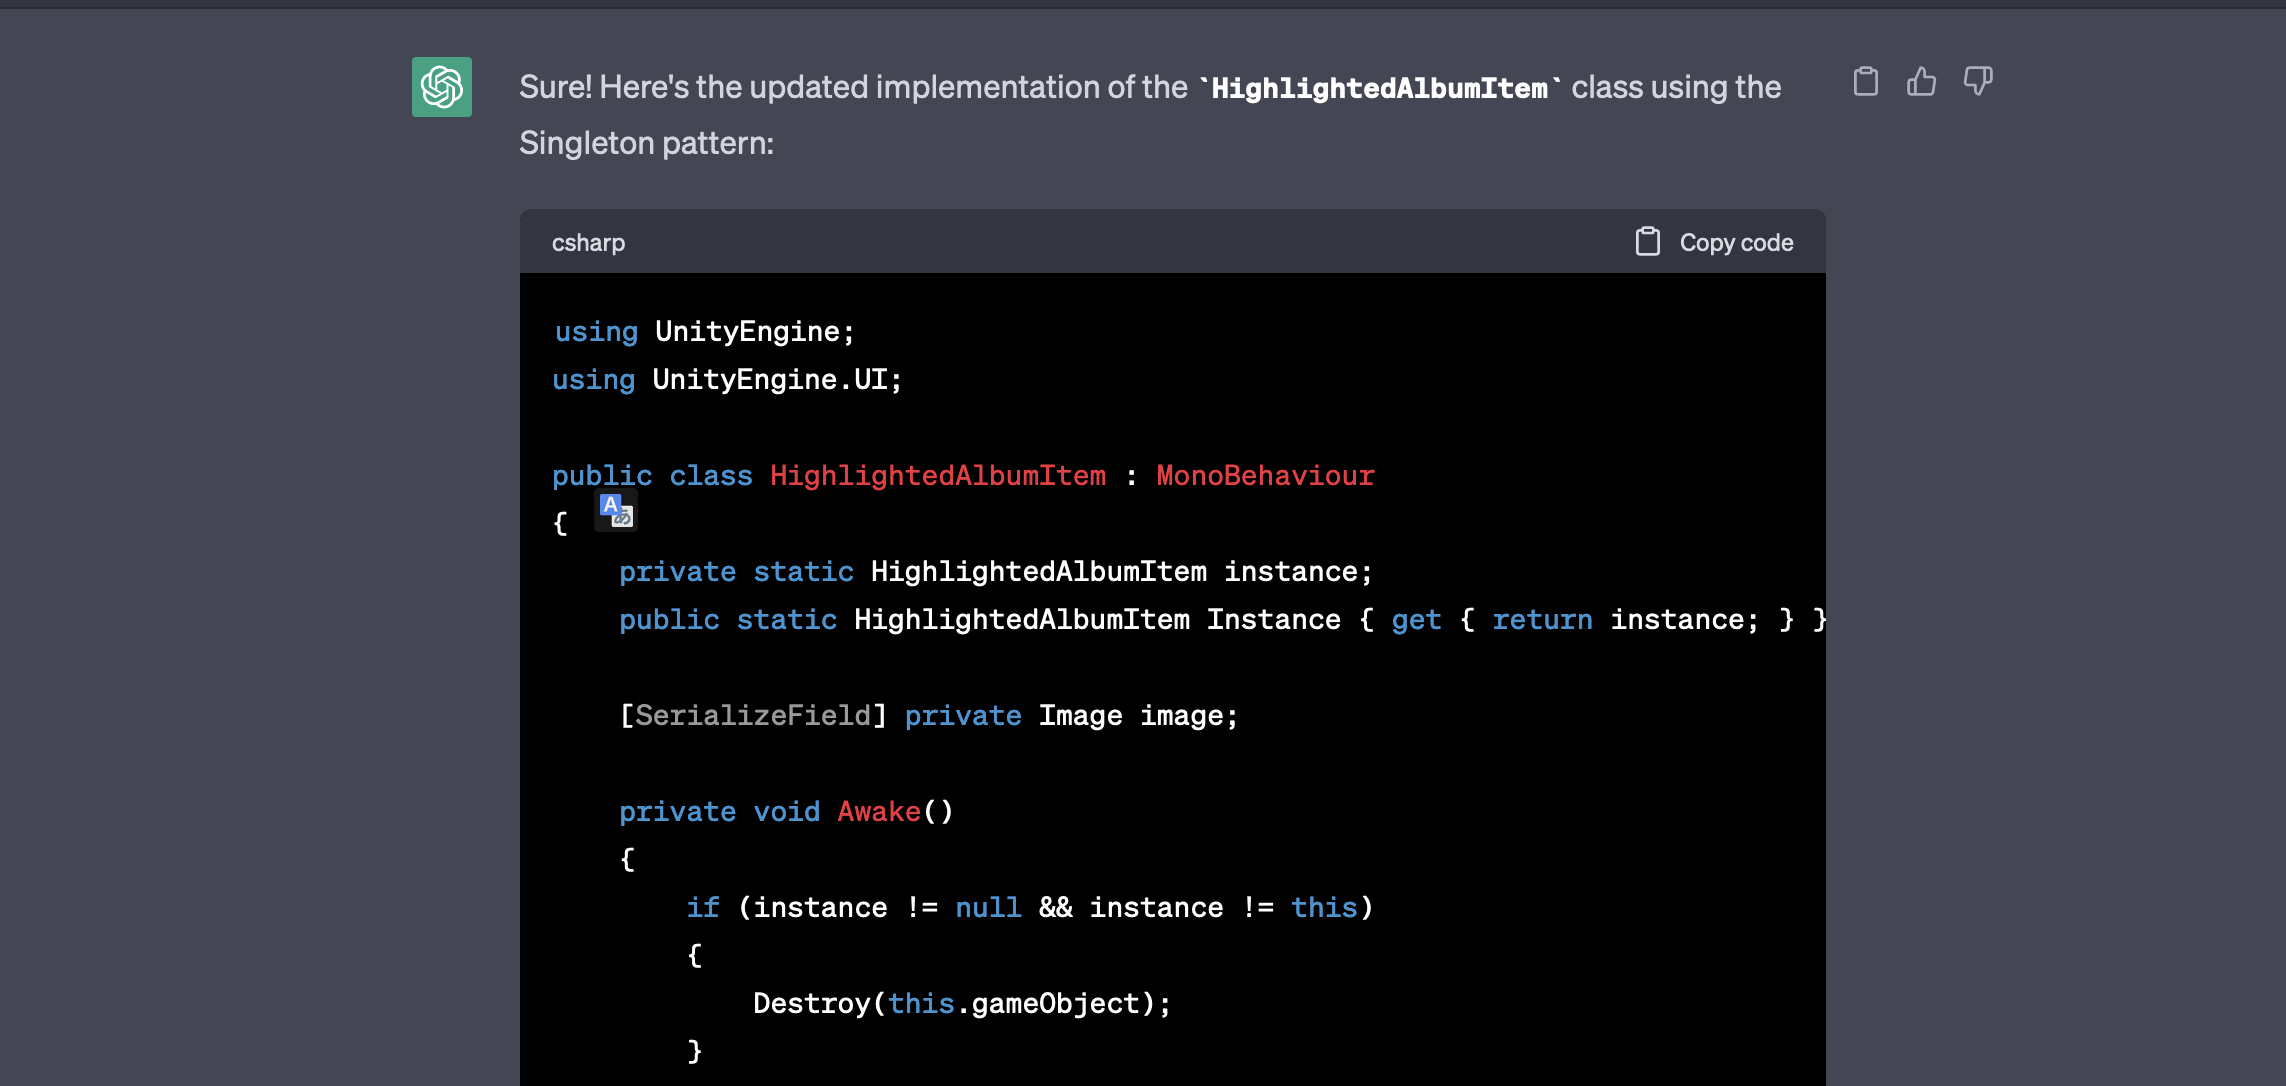 Sure! Here's the updated implementation of the `HighlightedAlbumItem` class using the
Singleton pattern:
csharp
Copy code
using UnityEngine;
using UnityEngine.UI;
public class HighlightedAlbumItem : MonoBehaviour
{
A あ
private static HighlightedAlbumItem instance;
public static HighlightedAlbumItem Instance { get { return instance; } }
[SerializeField] private Image image;
private void Awake()
{
if (instance != null && instance != this)
{
Destroy(this.gameObject);
}